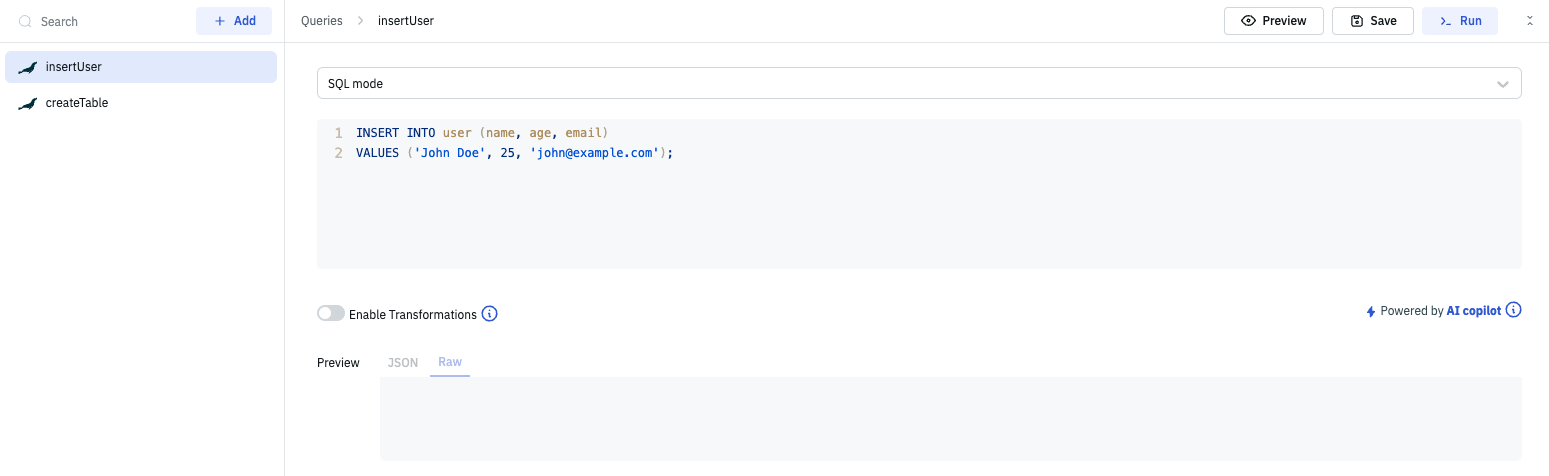 Search
+ Add
insertUser
createTable
Queries > insertUser
Preview
Save
>_ Run
SQL mode
1 INSERT INTO user (name, age, email)
2 VALUES ('John Doe', 25, 'john@example.com');
Enable Transformations
Powered by AI copilot
Preview
JSON
Raw